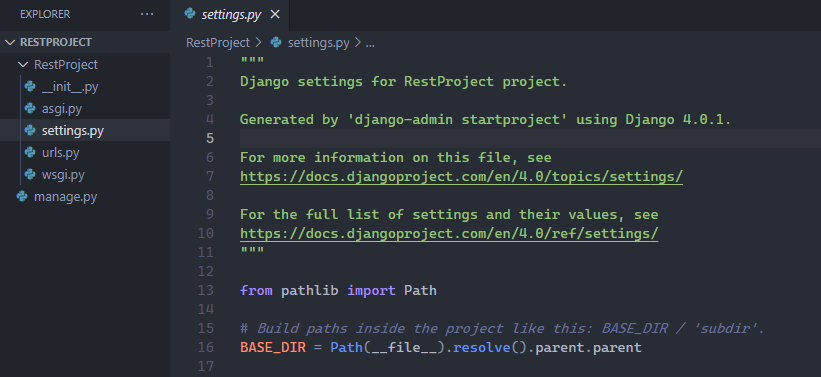 EXPLORER
RESTPROJECT
RestProject
__init__.py
asgi.py
settings.py
urls.py
wsgi.py
manage.py
settings.py
RestProject > settings.py > ...
1 """
2 Django settings for RestProject project.
3
4 Generated by 'django-admin startproject' using Django 4.0.1.
5
6 For more information on this file, see
7 https://docs.djangoproject.com/en/4.0/topics/settings/
8
9 For the full list of settings and their values, see
10 https://docs.djangoproject.com/en/4.0/ref/settings/
11 """
12
13 from pathlib import Path
14
15 # Build paths inside the project like this: BASE_DIR / 'subdir'.
16 BASE_DIR = Path(__file__).resolve().parent.parent
17